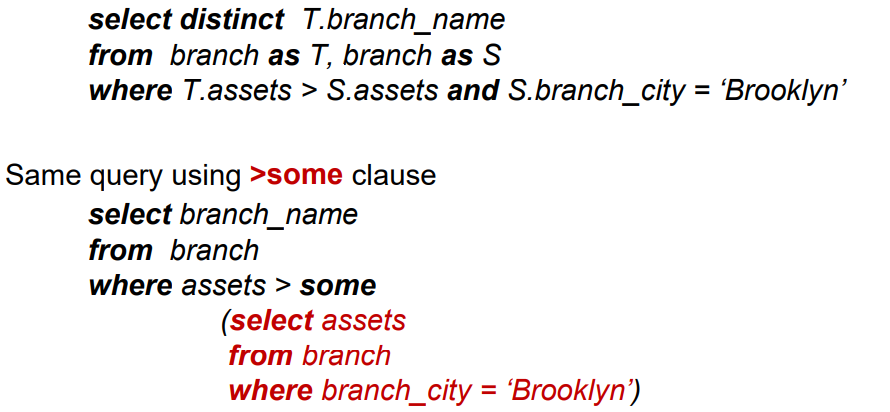 select distinct T.branch_name
from branch as T, branch as S
where T.assets > S.assets and S.branch_city = ‘Brooklyn’
Same query using >some clause
select branch_name
from branch
where assets > some
(select assets
from branch
where branch_city = ‘Brooklyn’)